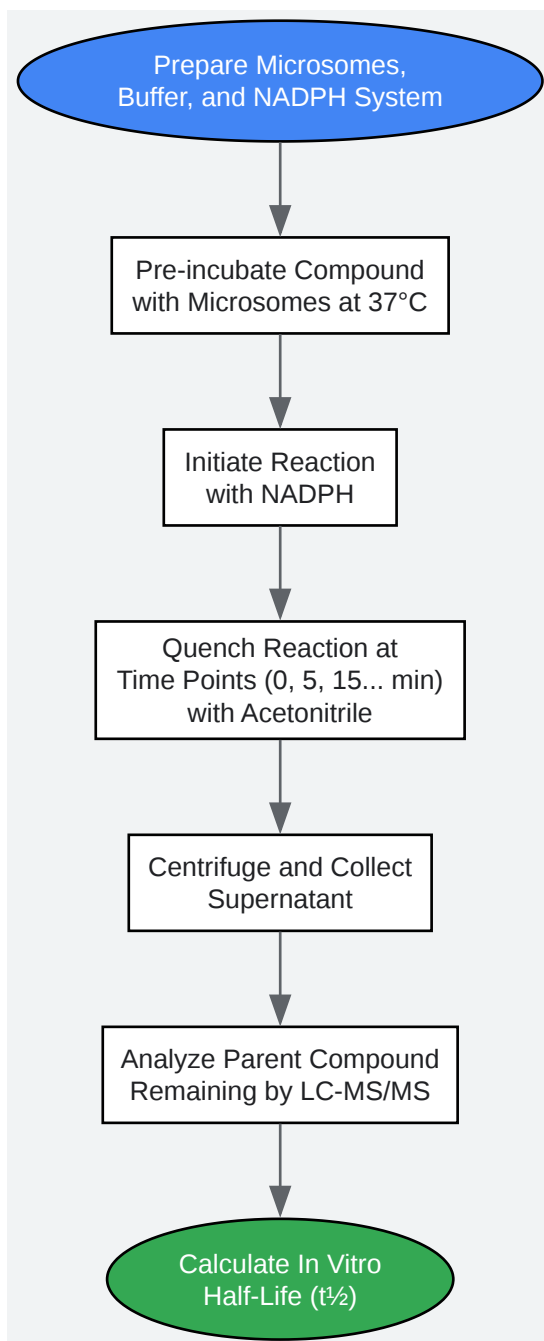 Prepare Microsomes,
Buffer, and NADPH System
Pre-incubate Compound
with Microsomes at 37°C
Initiate Reaction
with NADPH
Quench Reaction at
Time Points (0, 5, 15... min)
with Acetonitrile
Centrifuge and Collect
Supernatant
Analyze Parent Compound
Remaining by LC-MS/MS
Calculate In Vitro
Half-Life (t½)